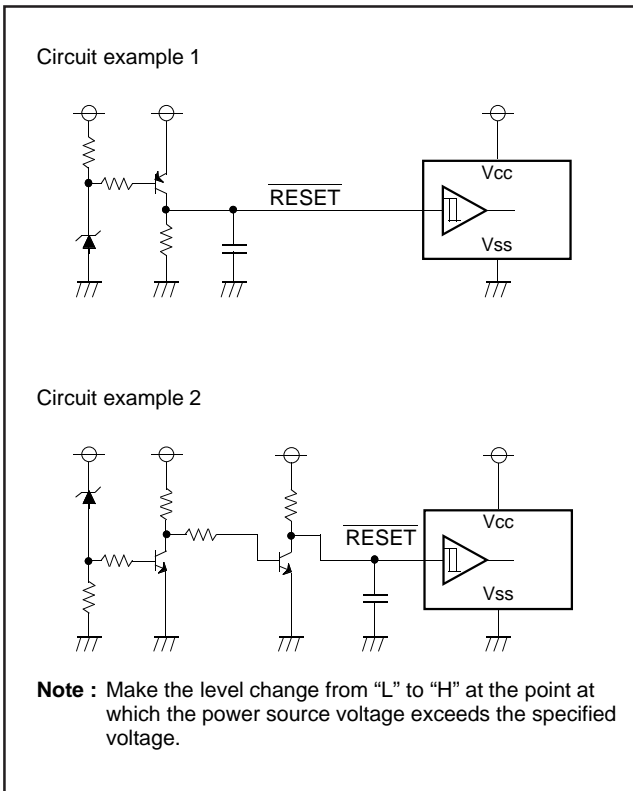 Circuit example 1
RESET
Vcc
Vss
Circuit example 2
RESET
Vcc
Vss
Note : Make the level change from “L” to “H” at the point at
which the power source voltage exceeds the specified
voltage.